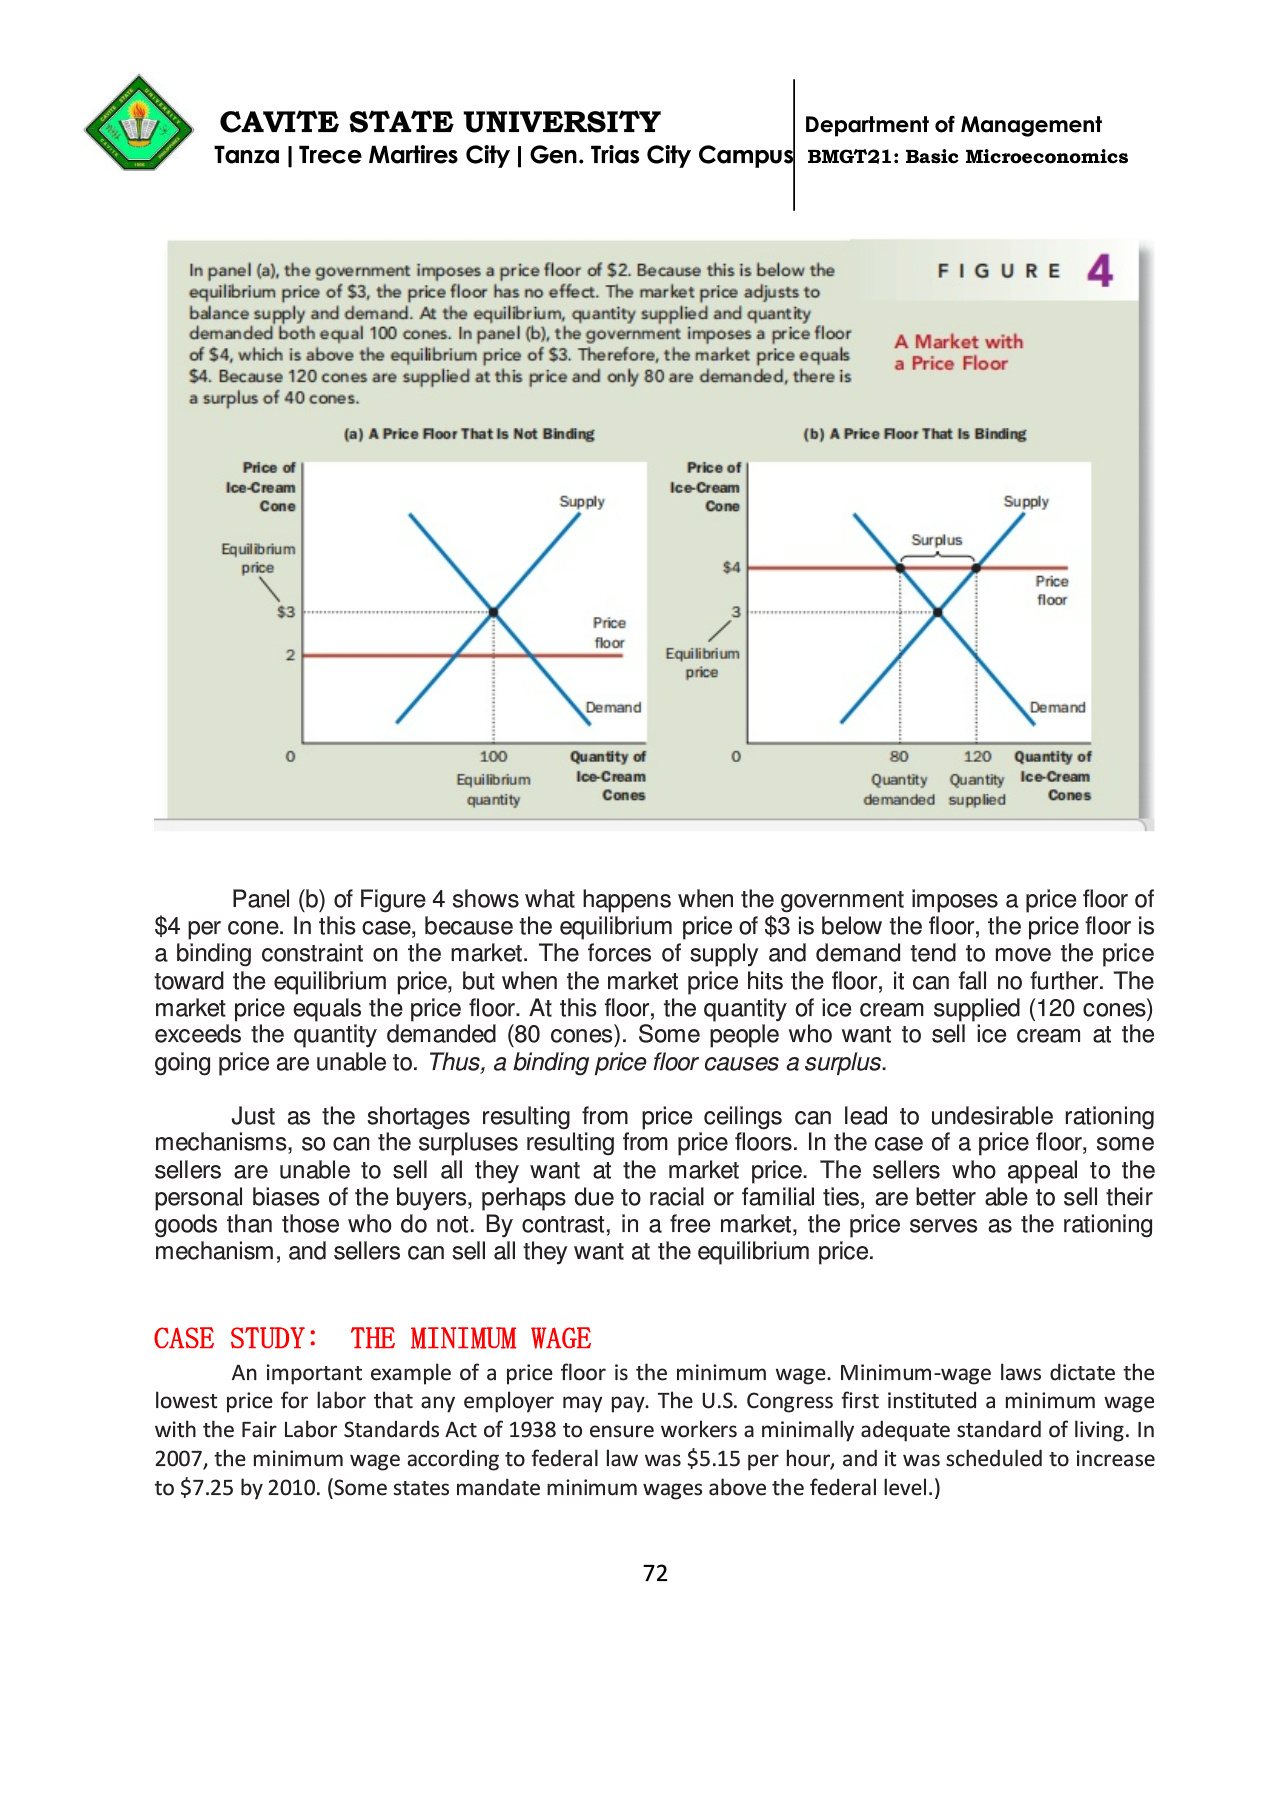 CAVITE STATE UNIVERSITY
Tanza | Trece Martires City | Gen. Trias City Campus
Department of Management
BMGT21: Basic Microeconomics
In panel (a), the government imposes a price floor of $2. Because this is below the
equilibrium price of $3, the price floor has no effect. The market price adjusts to
balance supply and demand. At the equilibrium, quantity supplied and quantity
demanded both equal 100 cones. In panel (b), the government imposes a price floor
of $4, which is above the equilibrium price of $3. Therefore, the market price equals
$4. Because 120 cones are supplied at this price and only 80 are demanded, there is
a surplus of 40 cones.
FIGURE 4
A Market with
a Price Floor
(a) A Price Floor That Is Not Binding
Price of
Ice-Cream
Cone
Supply
Equilibrium
price
$3
Price
floor
2
Demand
0
100
Quantity of
Ice-Cream
Cones
Equilibrium
quantity
(b) A Price Floor That Is Binding
Price of
Ice-Cream
Cone
Supply
Surplus
$4
Price
floor
3
Equilibrium
price
Demand
0
80
120
Quantity of
Ice-Cream
Cones
Quantity
demanded
Quantity
supplied
Panel (b) of Figure 4 shows what happens when the government imposes a price floor of
$4 per cone. In this case, because the equilibrium price of $3 is below the floor, the price floor is
a binding constraint on the market. The forces of supply and demand tend to move the price
toward the equilibrium price, but when the market price hits the floor, it can fall no further. The
market price equals the price floor. At this floor, the quantity of ice cream supplied (120 cones)
exceeds the quantity demanded (80 cones). Some people who want to sell ice cream at the
going price are unable to. Thus, a binding price floor causes a surplus.
Just as the shortages resulting from price ceilings can lead to undesirable rationing
mechanisms, so can the surpluses resulting from price floors. In the case of a price floor, some
sellers are unable to sell all they want at the market price. The sellers who appeal to the
personal biases of the buyers, perhaps due to racial or familial ties, are better able to sell their
goods than those who do not. By contrast, in a free market, the price serves as the rationing
mechanism, and sellers can sell all they want at the equilibrium price.
CASE STUDY: THE MINIMUM WAGE
An important example of a price floor is the minimum wage. Minimum-wage laws dictate the
lowest price for labor that any employer may pay. The U.S. Congress first instituted a minimum wage
with the Fair Labor Standards Act of 1938 to ensure workers a minimally adequate standard of living. In
2007, the minimum wage according to federal law was $5.15 per hour, and it was scheduled to increase
to $7.25 by 2010. (Some states mandate minimum wages above the federal level.)
72